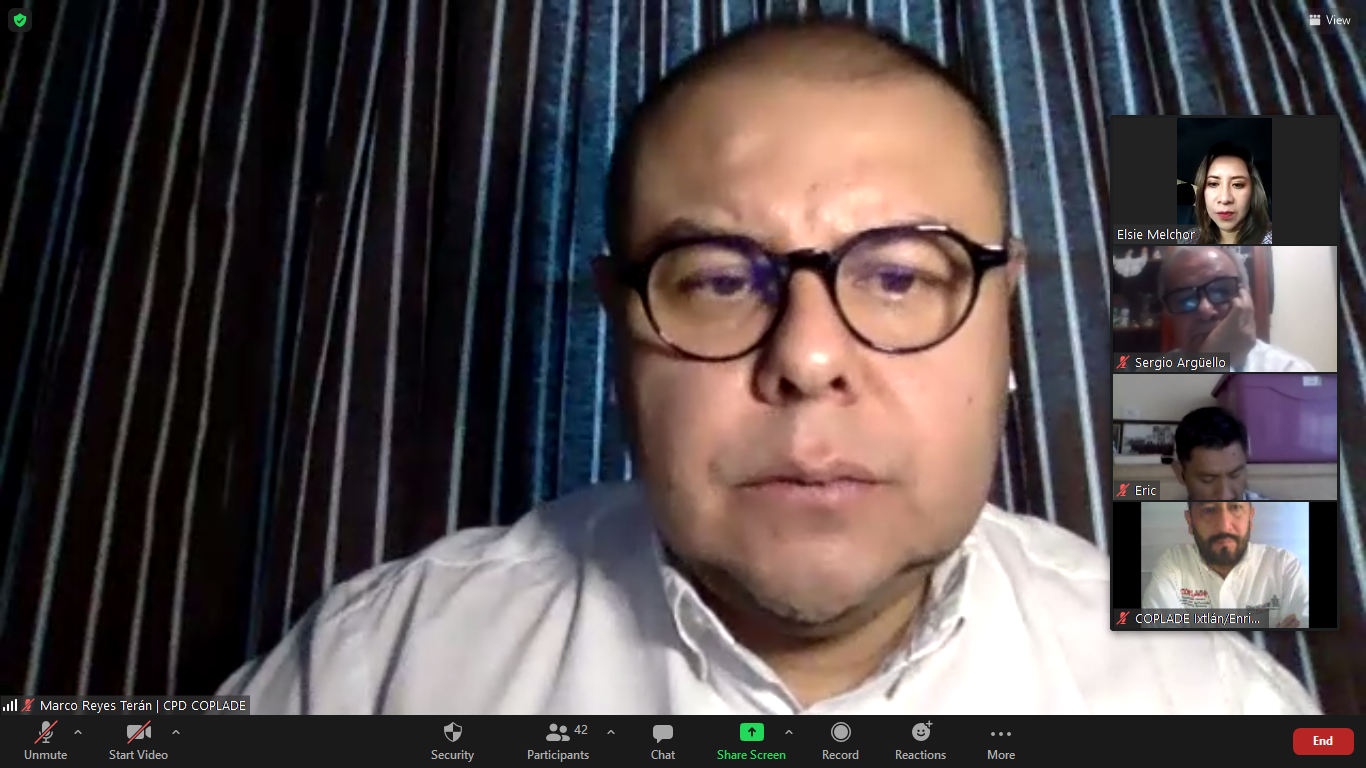 View
Elsie Melchor
Sergio Argüello
Eric
COPLADE
COPLADE Ixtlán/Enri...
Marco Reyes Terán | CPD COPLADE
Unmute
Start Video
Security
Participants
42
Chat
Share Screen
Record
Reactions
More
End